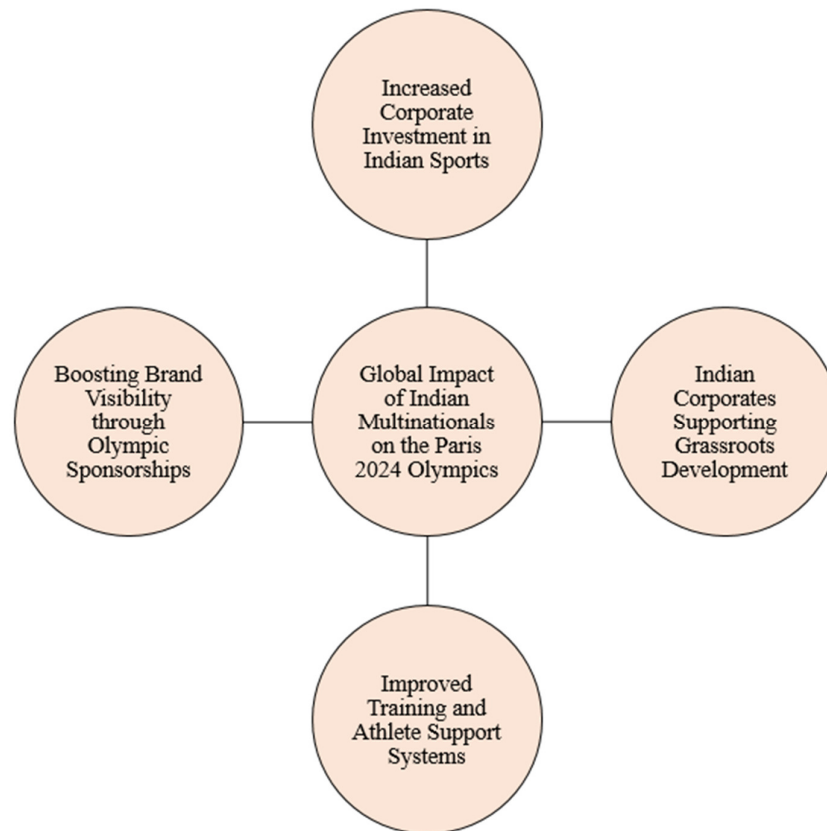 Increased
Corporate
Investment in
Indian Sports
Boosting Brand
Visibility
through
Olympic
Sponsorships
Global Impact
of Indian
Multinationals
on the Paris
2024 Olympics
Indian
Corporates
Supporting
Grassroots
Development
Improved
Training and
Athlete Support
Systems